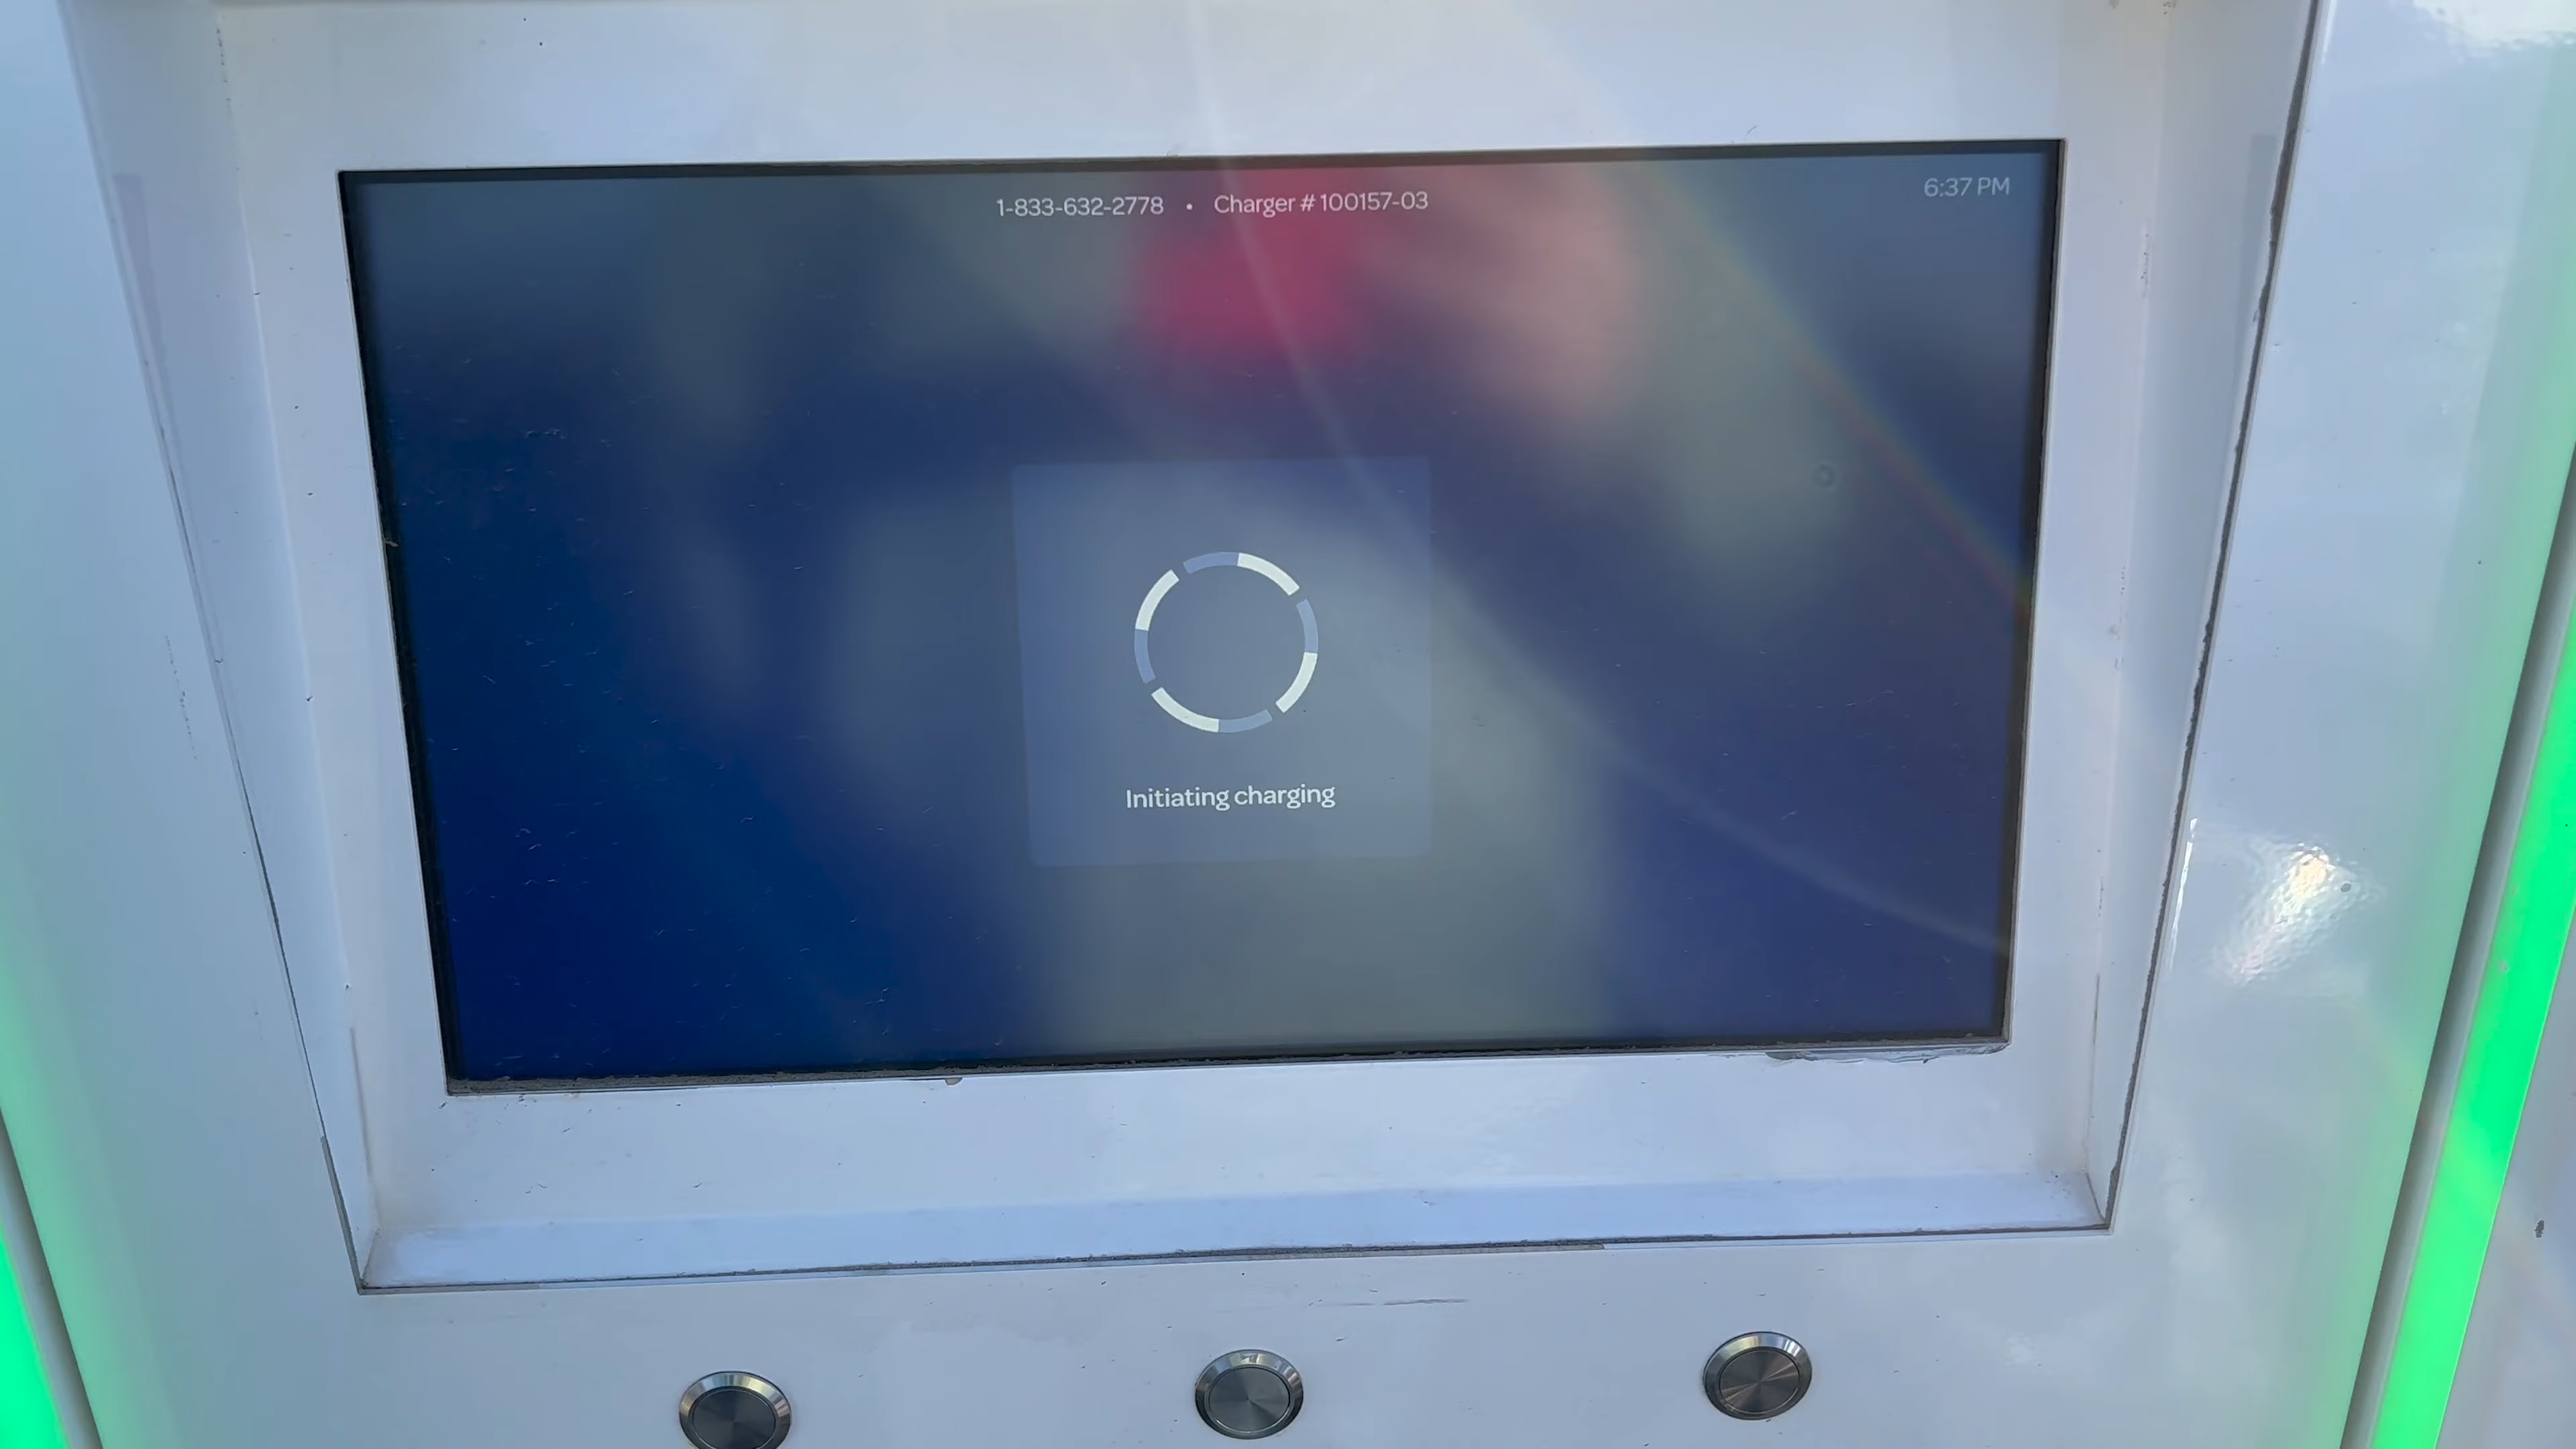 1-833-632-2778 • Charger # 100157-03
6:37 PM
Initiating charging